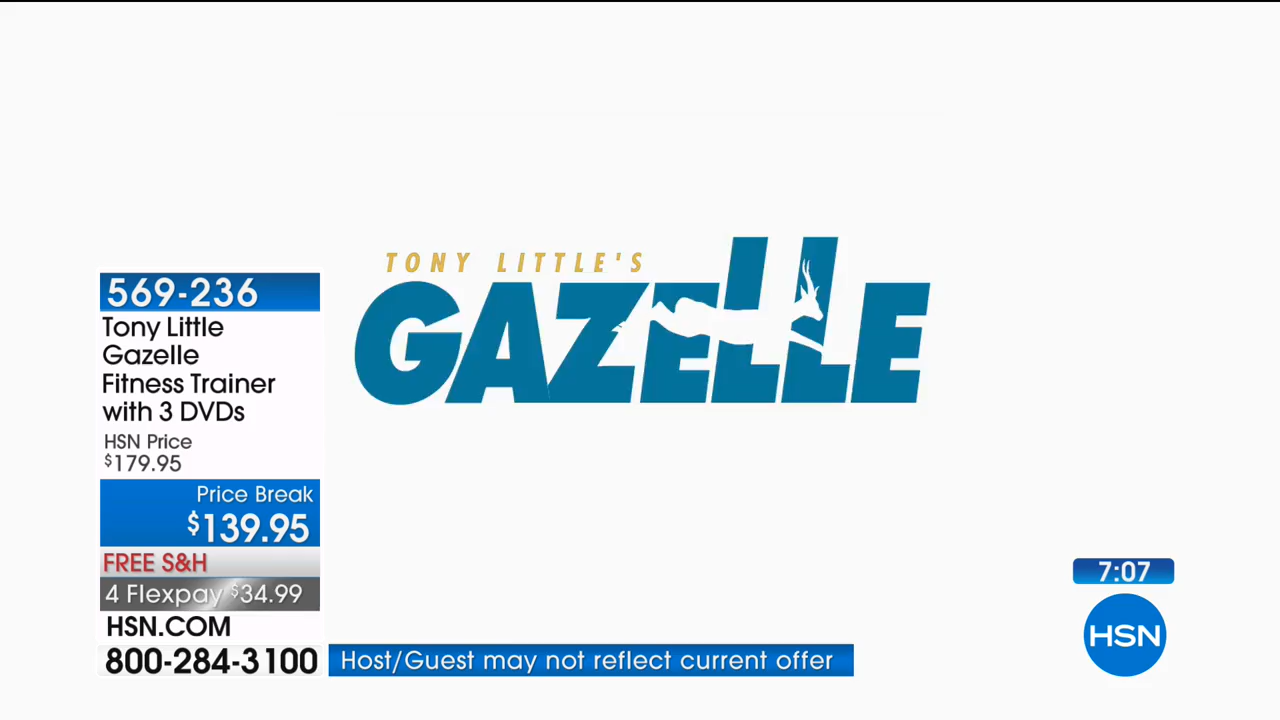 TONY LITTLE'S
GAZELLE
569-236
Tony Little
Gazelle
Fitness Trainer
with 3 DVDs
HSN Price
$179.95
Price Break
$139.95
FREE S&H
4 Flexpay $34.99
HSN.COM
800-284-3100
Host/Guest may not reflect current offer
7:07
HSN